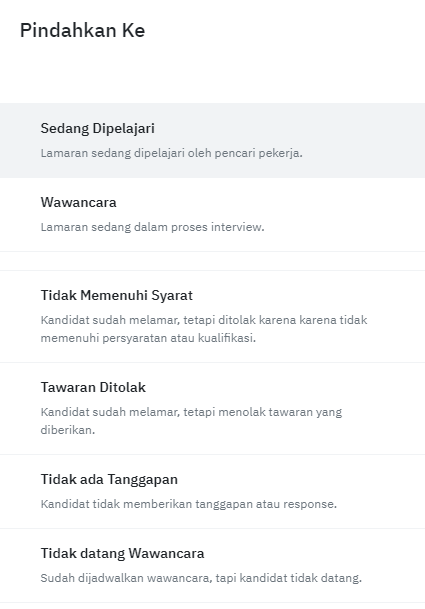 Pindahkan Ke
Sedang Dipelajari
Lamaran sedang dipelajari oleh pencari pekerja.
Wawancara
Lamaran sedang dalam proses interview.
Tidak Memenuhi Syarat
Kandidat sudah melamar, tetapi ditolak karena karena tidak
memenuhi persyaratan atau kualifikasi.
Tawaran Ditolak
Kandidat sudah melamar, tetapi menolak tawaran yang
diberikan.
Tidak ada Tanggapan
Kandidat tidak memberikan tanggapan atau response.
Tidak datang Wawancara
Sudah dijadwalkan wawancara, tapi kandidat tidak datang.